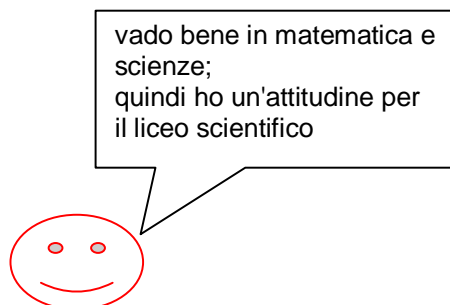 vado bene in matematica e
scienze;
quindi ho un'attitudine per
il liceo scientifico